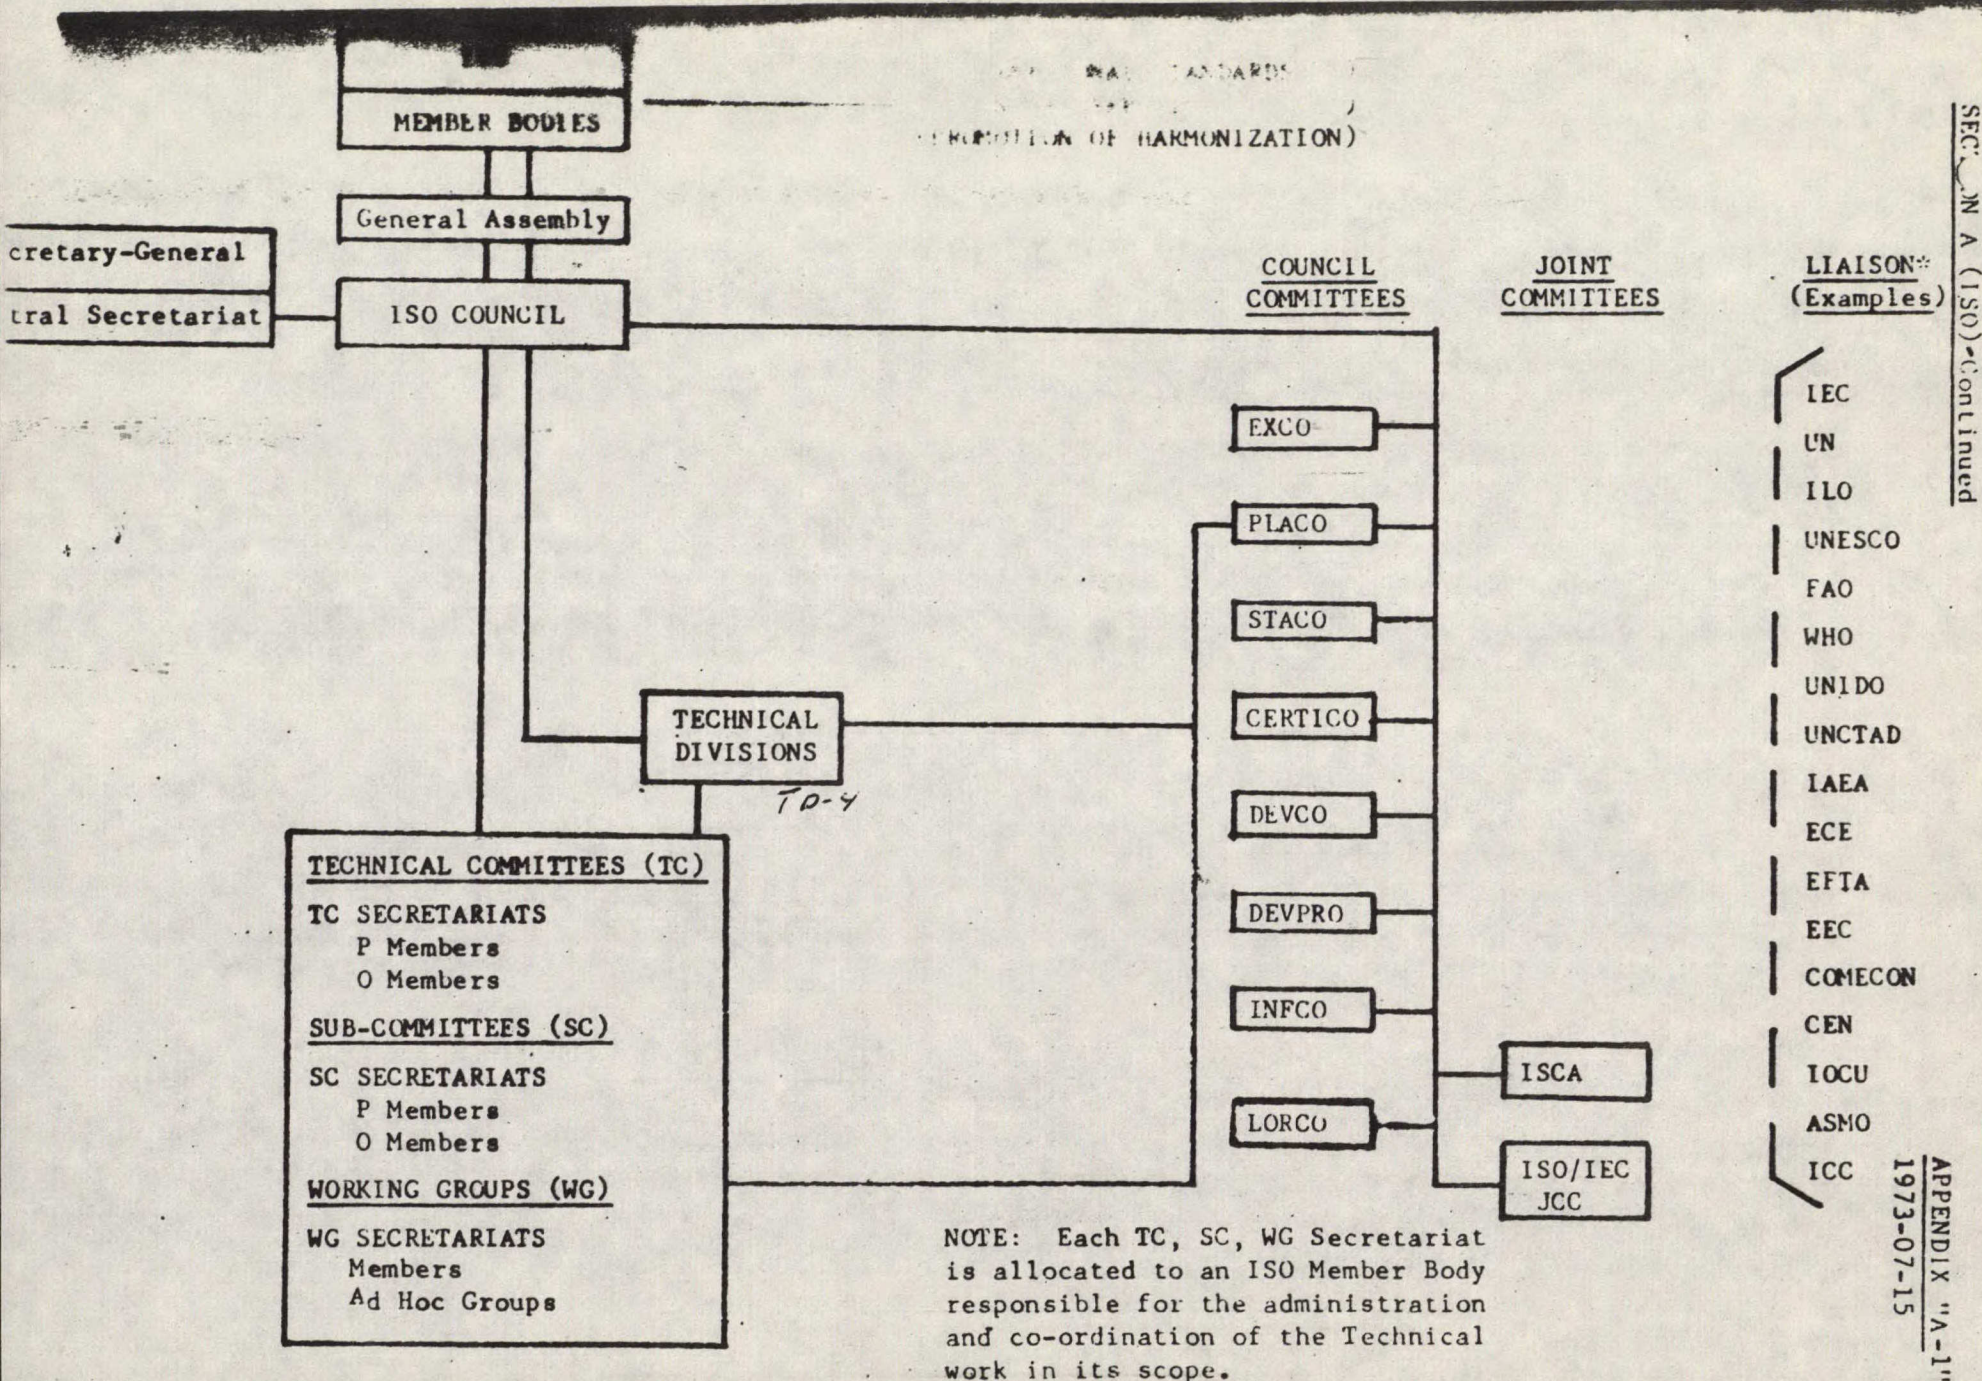 MEMBER BODIES
OF HARMONIZATION)
General Assembly
cretary-General
tral Secretariat
ISO COUNCIL
COUNCIL
COMMITTEES
JOINT
COMMITTEES
LIAISON*
(Examples)
EXCO
PLACO
STACO
CERTICO
DEVCO
DEVPRO
INFCO
LORCO
ISCA
ISO/IEC
JCC
IEC
UN
ILO
UNESCO
FAO
WHO
UNIDO
UNCTAD
IAEA
ECE
EFTA
EEC
COMECON
CEN
IOCU
ASMO
ICC
TECHNICAL
DIVISIONS
TD-4
TECHNICAL COMMITTEES (TC)
TC SECRETARIATS
P Members
O Members
SUB-COMMITTEES (SC)
SC SECRETARIATS
P Members
O Members
WORKING GROUPS (WG)
WG SECRETARIATS
Members
Ad Hoc Groups
NOTE: Each TC, SC, WG Secretariat
is allocated to an ISO Member Body
responsible for the administration
and co-ordination of the Technical
work in its scope.
A (ISO)-Continued
APPENDIX "A-1"
1973-07-15